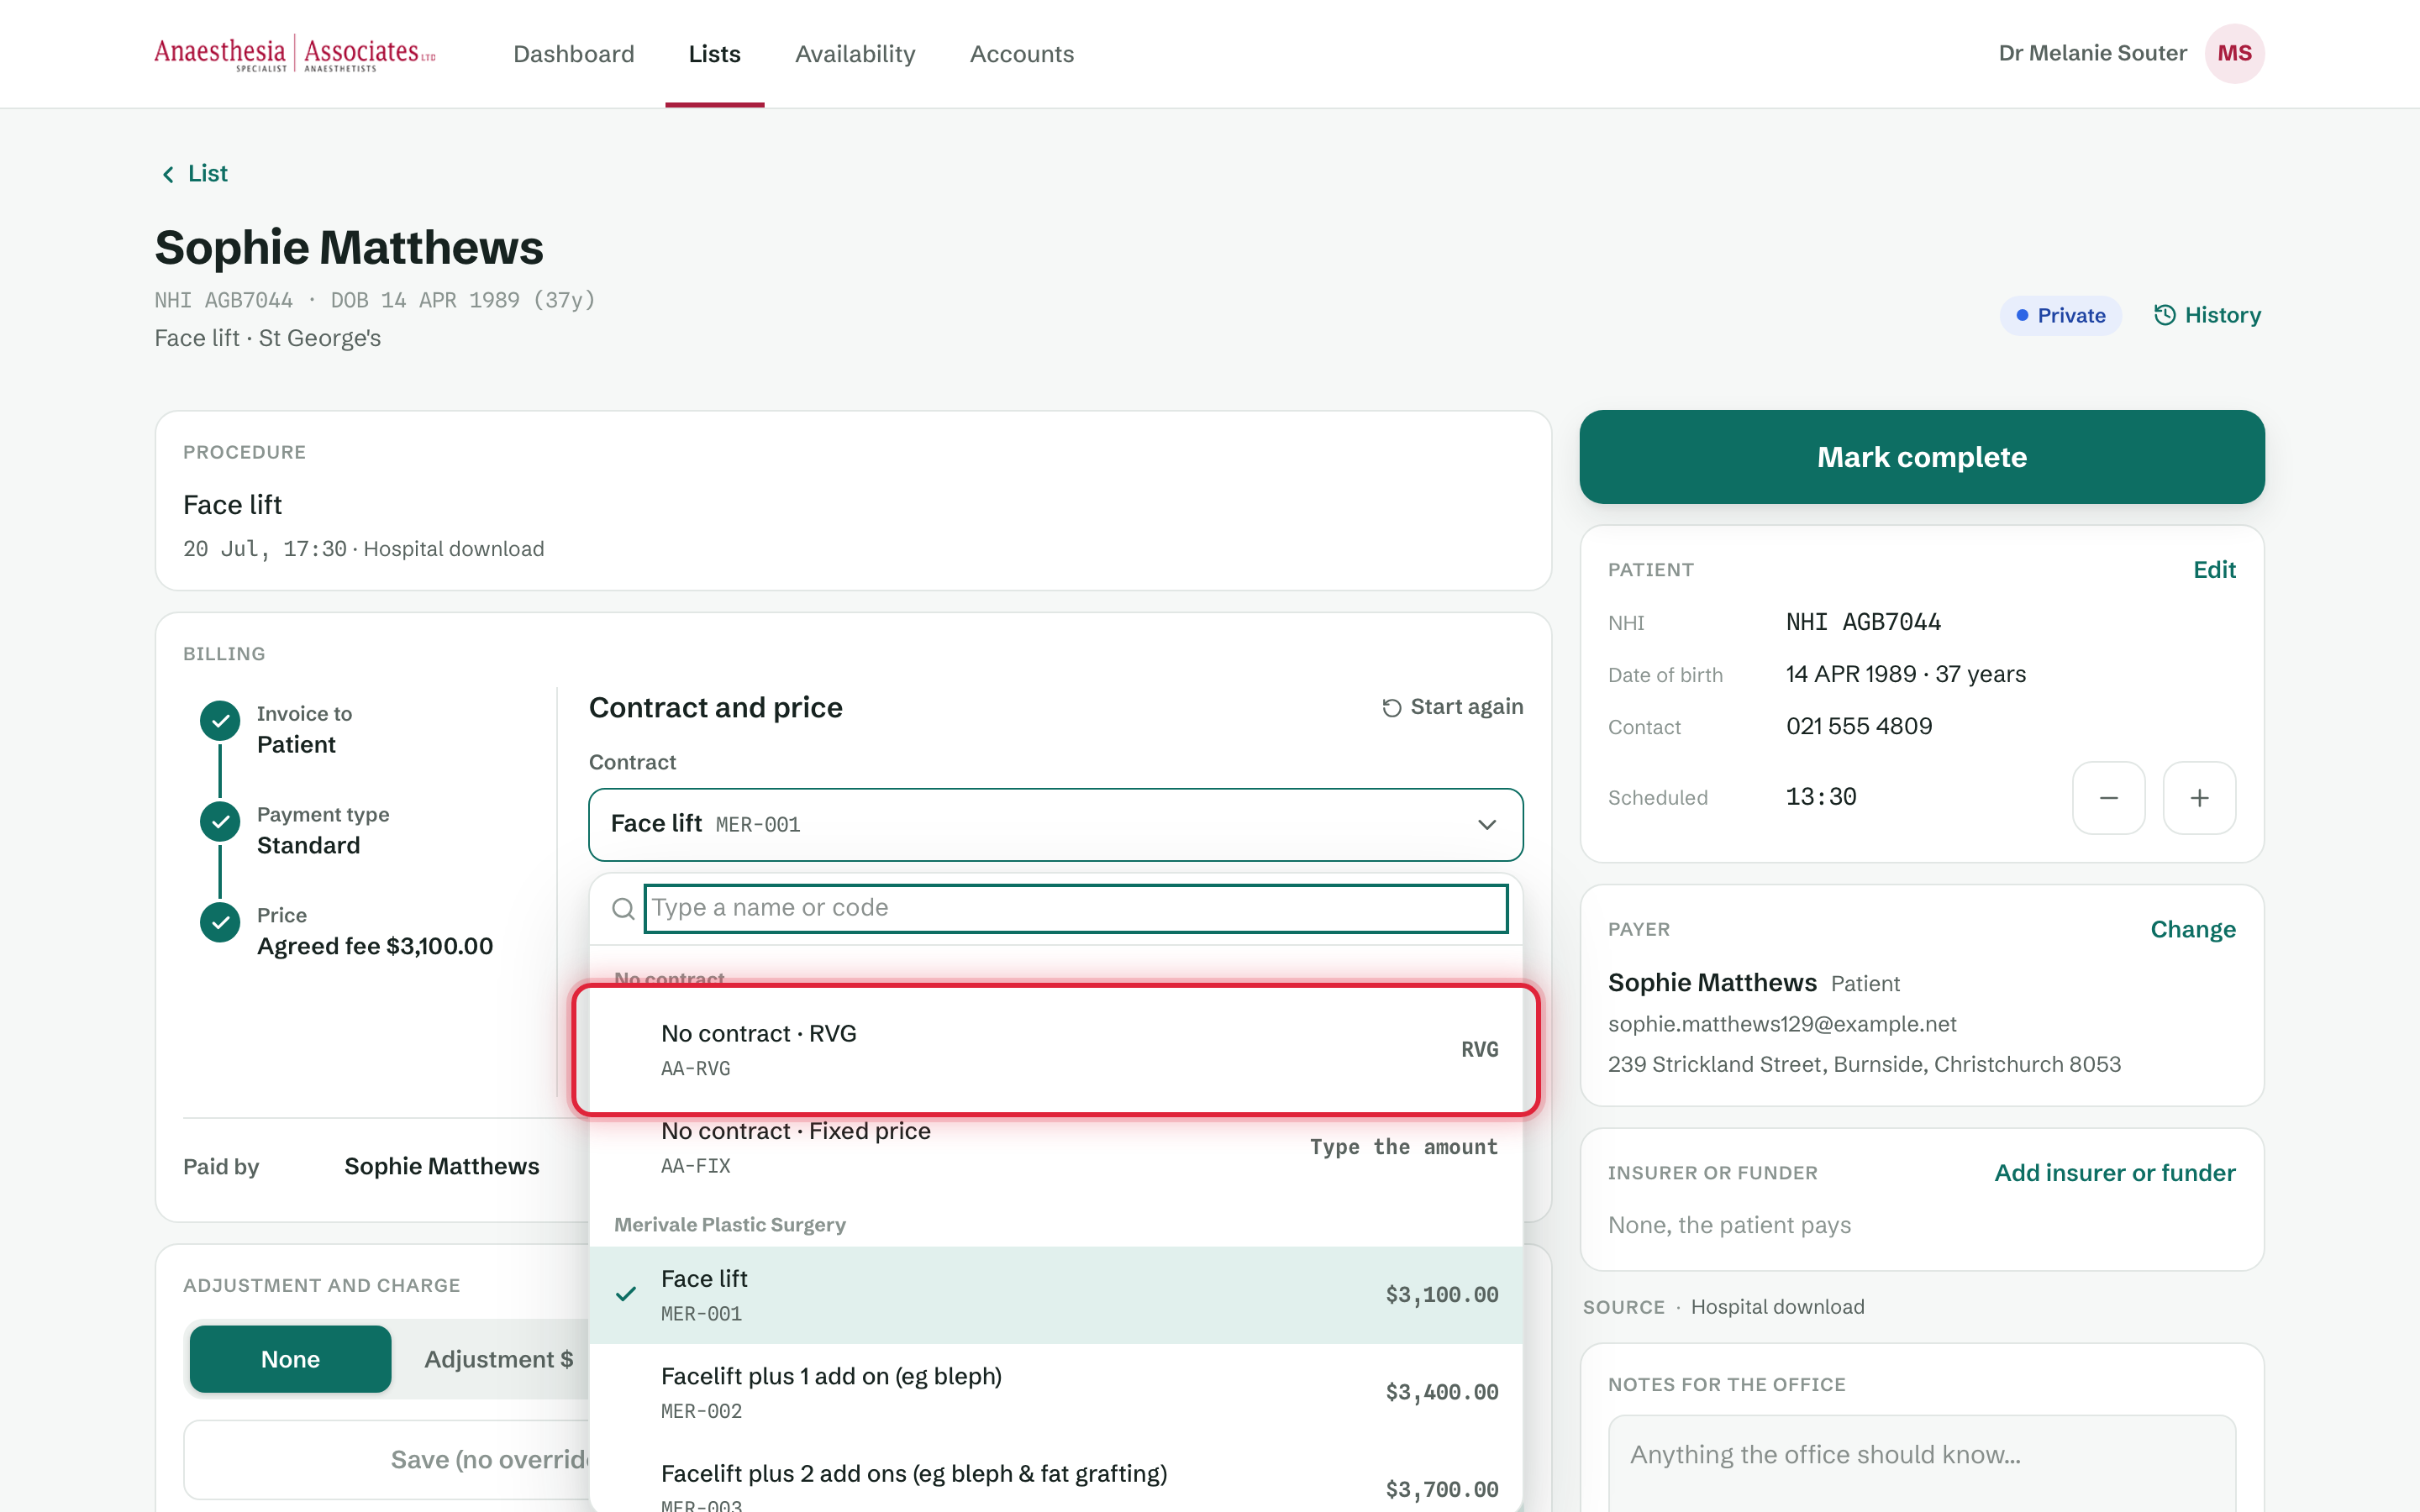 Anaesthesia Associates LTD
SPECIALIST ANAESTHETISTS
Dashboard
Lists
Availability
Accounts
Dr Melanie Souter
MS
List
Sophie Matthews
NHI AGB7044 · DOB 14 APR 1989 (37y)
Face lift · St George's
Private
History
PROCEDURE
Face lift
20 Jul, 17:30 · Hospital download
BILLING
Invoice to
Patient
Payment type
Standard
Price
Agreed fee $3,100.00
Contract and price
Start again
Contract
Face lift MER-001
Type a name or code
No contract
No contract · RVG
AA-RVG
RVG
No contract · Fixed price
AA-FIX
Type the amount
Merivale Plastic Surgery
Face lift
MER-001
$3,100.00
Facelift plus 1 add on (eg bleph)
MER-002
$3,400.00
Facelift plus 2 add ons (eg bleph & fat grafting)
MER-003
$3,700.00
Paid by
Sophie Matthews
ADJUSTMENT AND CHARGE
None
Adjustment $
Save (no overrid
Mark complete
PATIENT
Edit
NHI
NHI AGB7044
Date of birth
14 APR 1989 · 37 years
Contact
021 555 4809
Scheduled
13:30
PAYER
Change
Sophie Matthews Patient
sophie.matthews129@example.net
239 Strickland Street, Burnside, Christchurch 8053
INSURER OR FUNDER
Add insurer or funder
None, the patient pays
SOURCE · Hospital download
NOTES FOR THE OFFICE
Anything the office should know...